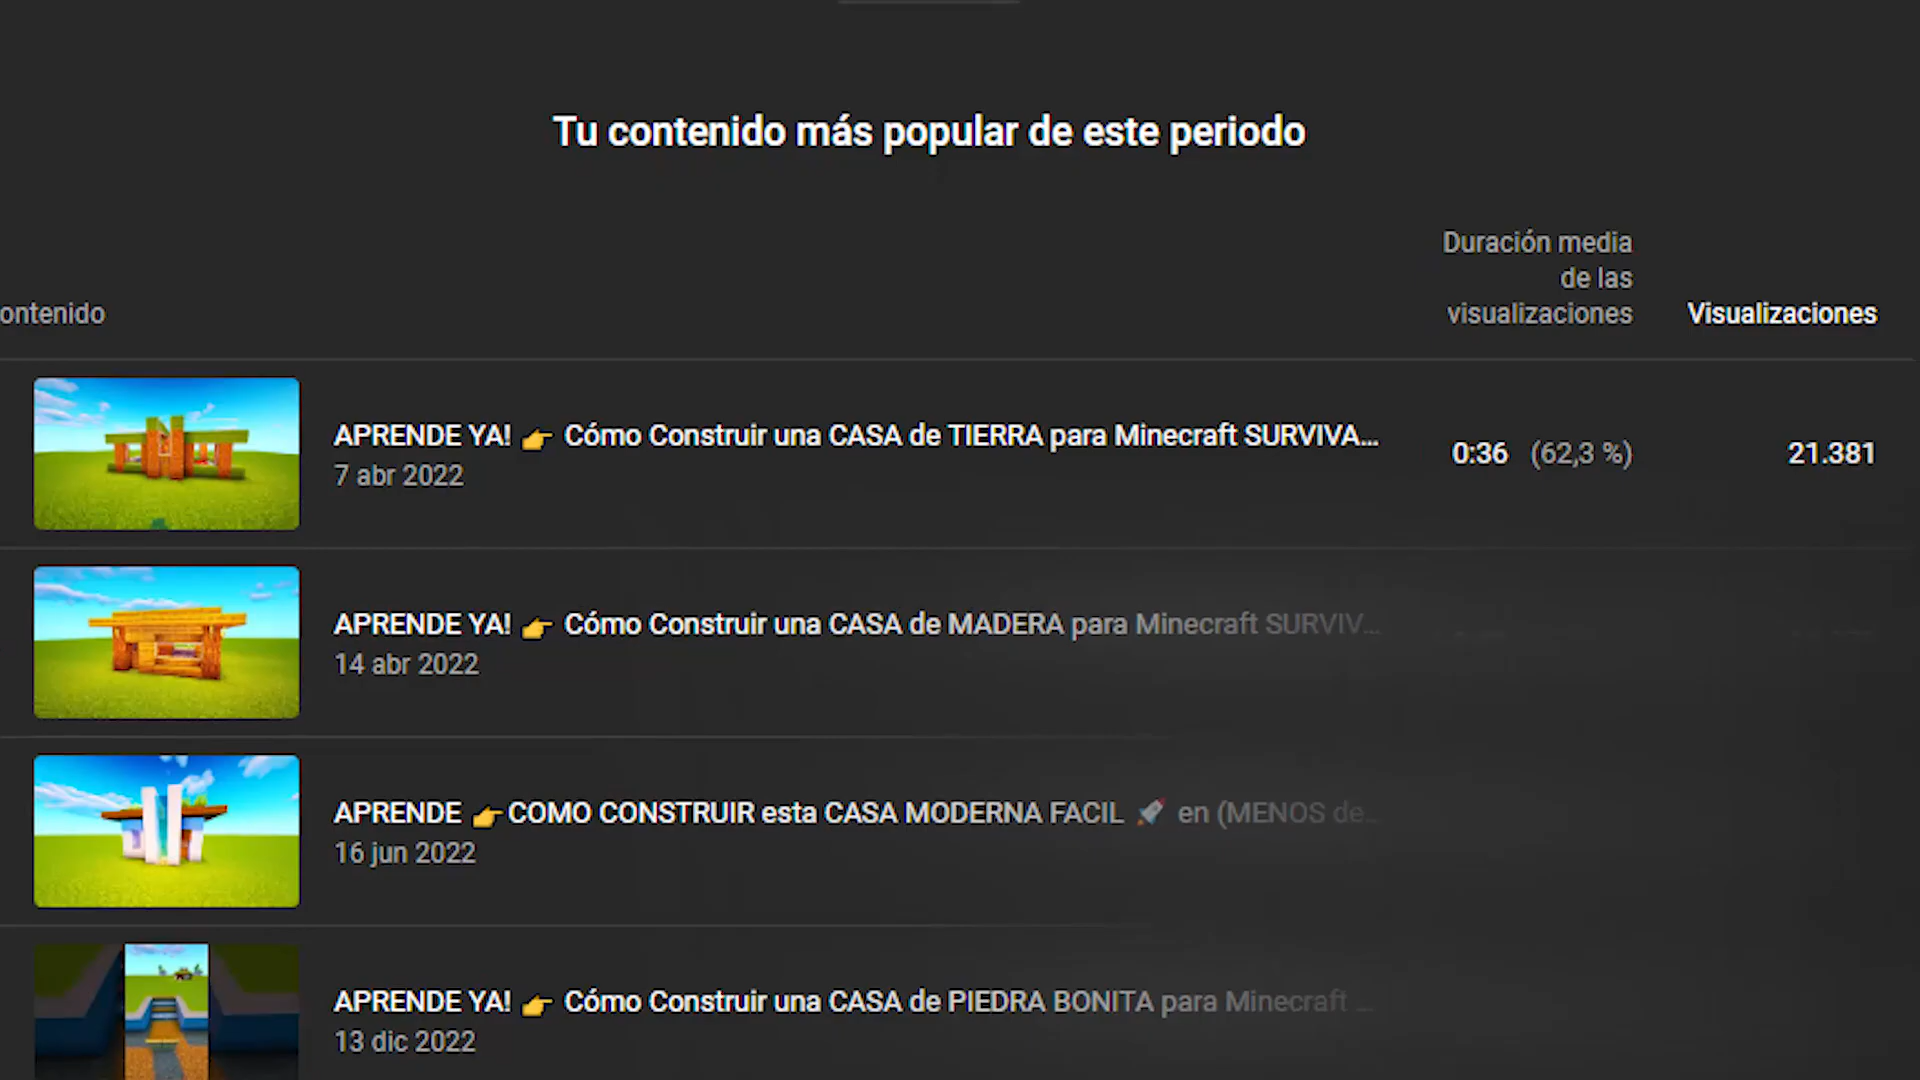 Tu contenido más popular de este periodo
Duración media
de las
ontenido visualizaciones Visualizaciones
APRENDE YA! 👉 Cómo Construir una CASA de TIERRA para Minecraft SURVIVA...
7 abr 2022
0:36 (62,3 %) 21.381
APRENDE YA! 👉 Cómo Construir una CASA de MADERA para Minecraft SURVIV...
14 abr 2022
APRENDE 👉COMO CONSTRUIR esta CASA MODERNA FACIL 🚀 en (MENOS de...
16 jun 2022
APRENDE YA! 👉 Cómo Construir una CASA de PIEDRA BONITA para Minecraft ...
13 dic 2022